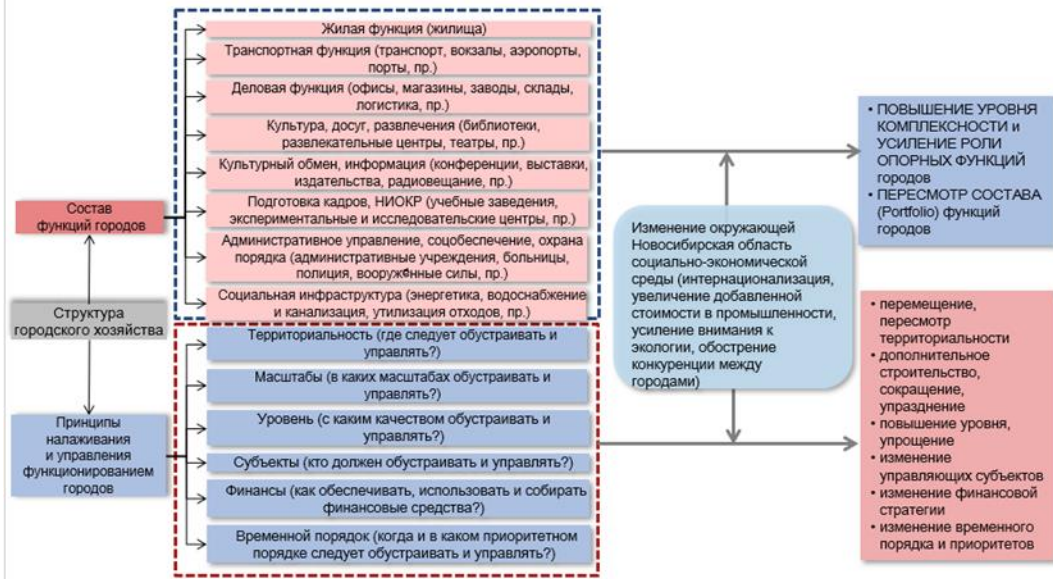 Состав
функций городов
Структура
городского хозяйства
Принципы
налаживания
и управления
функционированием
городов
Жилая функция (жилища)
Транспортная функция (транспорт, вокзалы, аэропорты,
порты, пр.)
Деловая функция (офисы, магазины, заводы, склады,
логистика, пр.)
Культура, досуг, развлечения (библиотеки,
развлекательные центры, театры, пр.)
Культурный обмен, информация (конференции, выставки,
издательства, радиовещание, пр.)
Подготовка кадров, НИОКР (учебные заведения,
экспериментальные и исследовательские центры, пр.)
Административное управление, соцобеспечение, охрана
порядка (административные учреждения, больницы,
полиция, вооружённые силы, пр.)
Социальная инфраструктура (энергетика, водоснабжение
и канализация, утилизация отходов, пр.)
Территориальность (где следует обустраивать и
управлять?)
Масштабы (в каких масштабах обустраивать и
управлять?)
Уровень (с каким качеством обустраивать и
управлять?)
Субъекты (кто должен обустраивать и управлять?)
Финансы (как обеспечивать, использовать и собирать
финансовые средства?)
Временной порядок (когда и в каком приоритетном
порядке следует обустраивать и управлять?)
Изменение окружающей
Новосибирская область
социально-экономической
среды (интернационализация,
увеличение добавленной
стоимости в промышленности,
усиление внимания к
экологии, обострение
конкуренции между
городами)
• ПОВЫШЕНИЕ УРОВНЯ
КОМПЛЕКСНОСТИ и
УСИЛЕНИЕ РОЛИ
ОПОРНЫХ ФУНКЦИЙ
городов
• ПЕРЕСМОТР СОСТАВА
(Portfolio) функций
городов
• перемещение,
пересмотр
территориальности
• дополнительное
строительство,
сокращение,
упразднение
• повышение уровня,
упрощение
• изменение
управляющих субъектов
• изменение финансовой
стратегии
• изменение временного
порядка и приоритетов